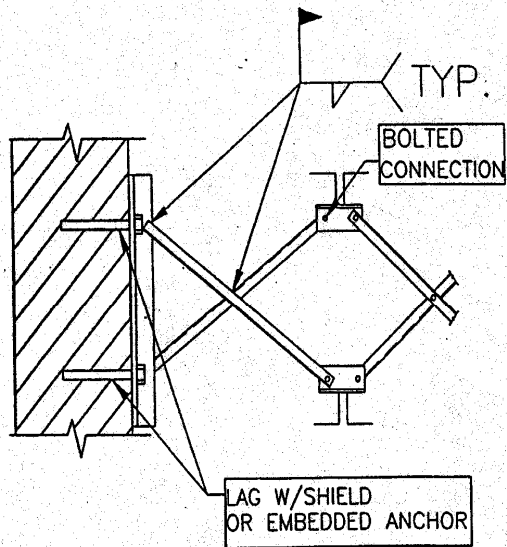 TYP.
BOLTED
CONNECTION
LAG W/SHIELD
OR EMBEDDED ANCHOR